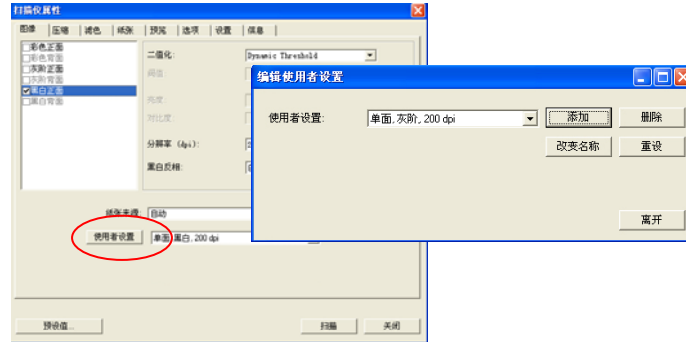 扫描仪属性
图像 压缩 滤色 纸张 预览 选项 设置 信息
彩色正面
彩色背面
灰阶正面
灰阶背面
黑白正面
黑白背面
二值化: Dynamic Threshold
阈值
亮度
对比度
分辨率 (dpi):
黑白反相:
纸张来源: 自动
使用者设置 单面,黑白, 200 dpi
预设值... 扫描 关闭
编辑使用者设置
使用者设置: 单面, 灰阶, 200 dpi 添加 删除
改变名称 重设
离开